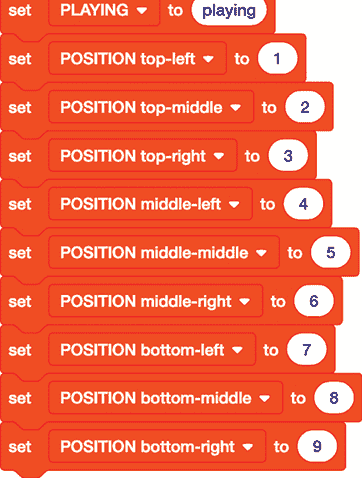 set PLAYING to playing
set POSITION top-left to 1
set POSITION top-middle to 2
set POSITION top-right to 3
set POSITION middle-left to 4
set POSITION middle-middle to 5
set POSITION middle-right to 6
set POSITION bottom-left to 7
set POSITION bottom-middle to 8
set POSITION bottom-right to 9